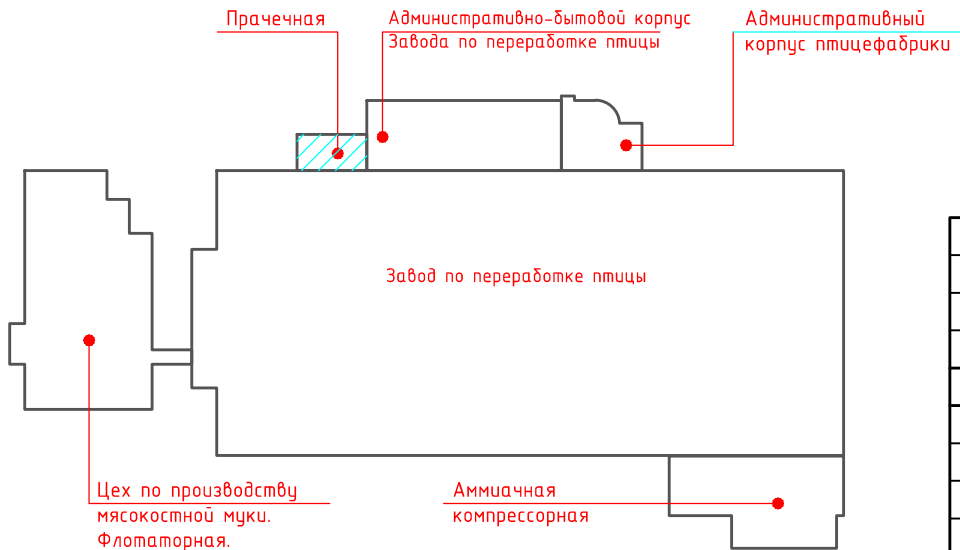 Прачечная
Административно-бытовой корпус
Завода по переработке птицы
Административный
корпус птицефабрики
Завод по переработке птицы
Цех по производству
мясокостной муки.
Флотаторная.
Аммиачная
компрессорная